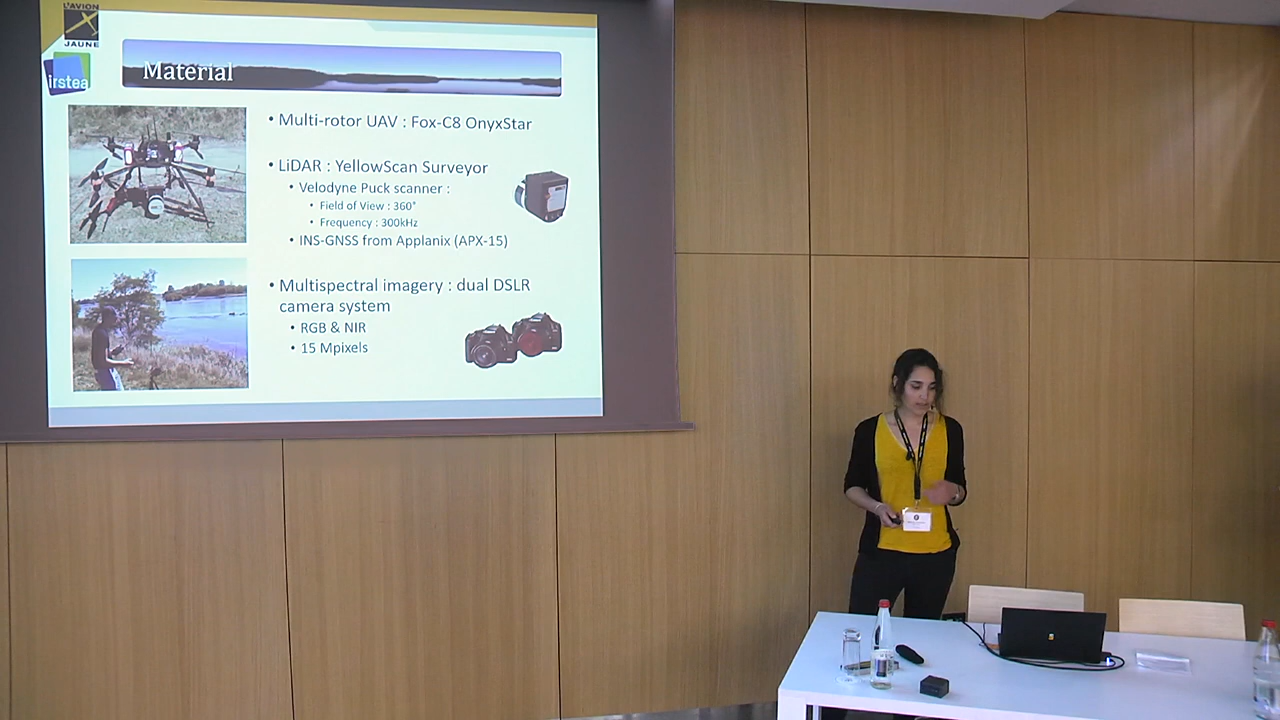 L'AVION
JAUNE
irstea
Material
• Multi-rotor UAV : Fox-C8 OnyxStar
• LiDAR : YellowScan Surveyor
• Velodyne Puck scanner :
• Field of View : 360°
• Frequency : 300kHz
• INS-GNSS from Applanix (APX-15)
• Multispectral imagery : dual DSLR
camera system
• RGB & NIR
• 15 Mpixels